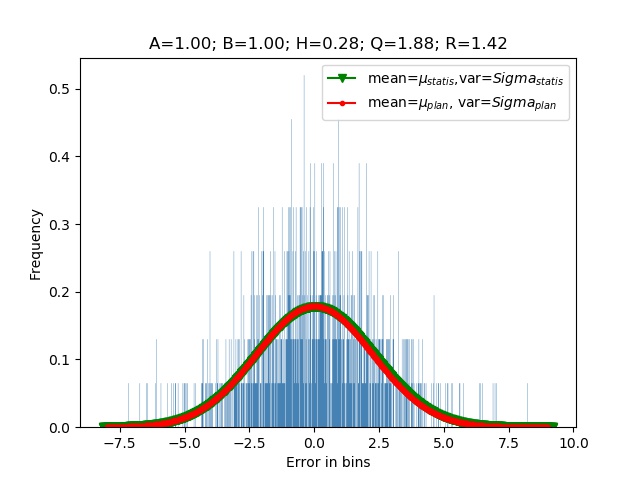 A=1.00; B=1.00; H=0.28; Q=1.88; R=1.42
mean=μstatis,var=Sigmastatis
mean=μplan, var=Sigmaplan
0.5
0.4
0.3
0.2
0.1
0.0
Frequency
−7.5 −5.0 −2.5 0.0 2.5 5.0 7.5 10.0
Error in bins